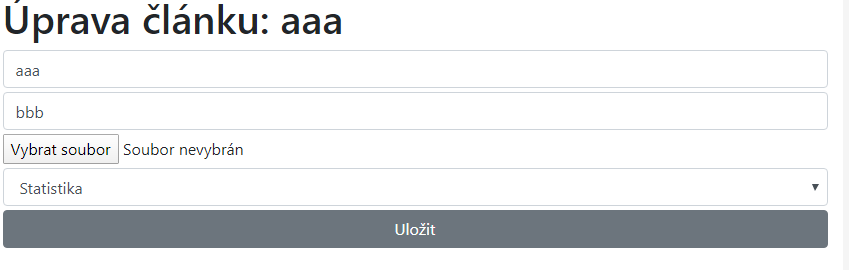 Úprava článku: aaa
aaa
bbb
Vybrat soubor Soubor nevybrán
Statistika
Uložit